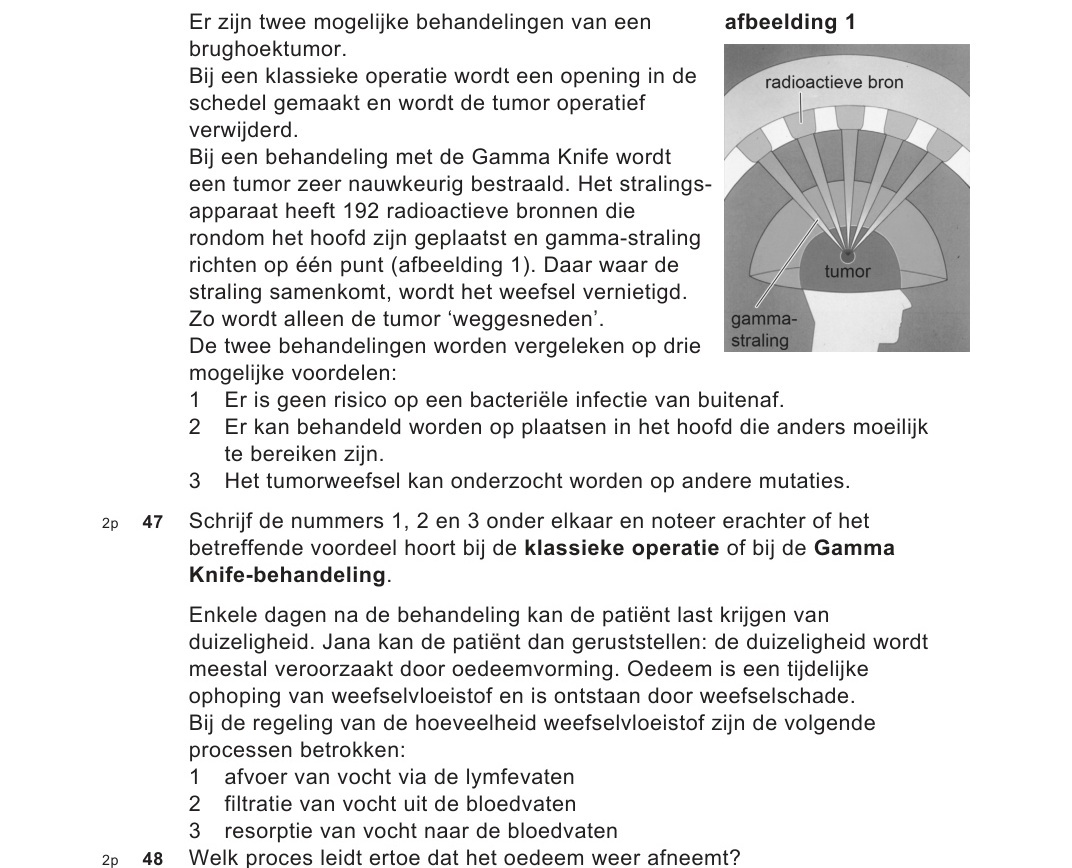 Er zijn twee mogelijke behandelingen van een
brughoektumor.
Bij een klassieke operatie wordt een opening in de
schedel gemaakt en wordt de tumor operatief
verwijderd.
Bij een behandeling met de Gamma Knife wordt
een tumor zeer nauwkeurig bestraald. Het stralings-
apparaat heeft 192 radioactieve bronnen die
rondom het hoofd zijn geplaatst en gamma-straling
richten op één punt (afbeelding 1). Daar waar de
straling samenkomt, wordt het weefsel vernietigd.
Zo wordt alleen de tumor ‘weggesneden’.
De twee behandelingen worden vergeleken op drie
mogelijke voordelen:
afbeelding 1
radioactieve bron
tumor
gamma-
straling
1 Er is geen risico op een bacteriële infectie van buitenaf.
2 Er kan behandeld worden op plaatsen in het hoofd die anders moeilijk
te bereiken zijn.
3 Het tumorweefsel kan onderzocht worden op andere mutaties.
2p 47 Schrijf de nummers 1, 2 en 3 onder elkaar en noteer erachter of het
betreffende voordeel hoort bij de klassieke operatie of bij de Gamma
Knife-behandeling.
Enkele dagen na de behandeling kan de patiënt last krijgen van
duizeligheid. Jana kan de patiënt dan geruststellen: de duizeligheid wordt
meestal veroorzaakt door oedeemvorming. Oedeem is een tijdelijke
ophoping van weefselvloeistof en is ontstaan door weefselschade.
Bij de regeling van de hoeveelheid weefselvloeistof zijn de volgende
processen betrokken:
1 afvoer van vocht via de lymfevaten
2 filtratie van vocht uit de bloedvaten
3 resorptie van vocht naar de bloedvaten
2p 48 Welk proces leidt ertoe dat het oedeem weer afneemt?